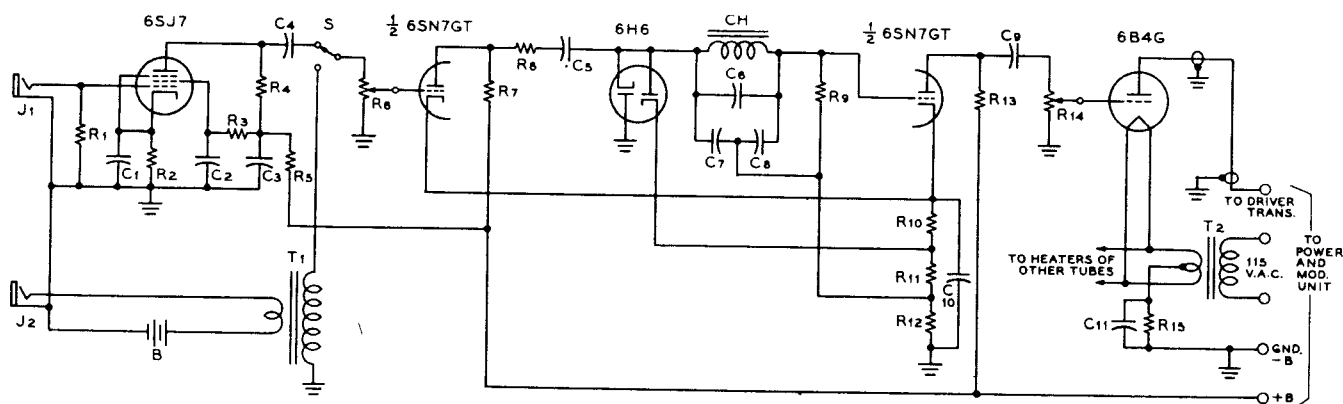 6SJ7
C4
S
½ 6SN7GT
6H6
CH
½ 6SN7GT
C9
6B4G
J1
R1
C1
R2
R3
C2
R4
C3
R5
R6
R7
R8
C5
C6
C7
C8
R9
R10
R11
R12
C
10
R13
R14
TO DRIVER
TRANS.
TO HEATERS OF
OTHER TUBES
T2
115
V.A.C.
TO
POWER
AND
MOD.
UNIT
C11
R15
GND.
-B
+B
J2
B
T1